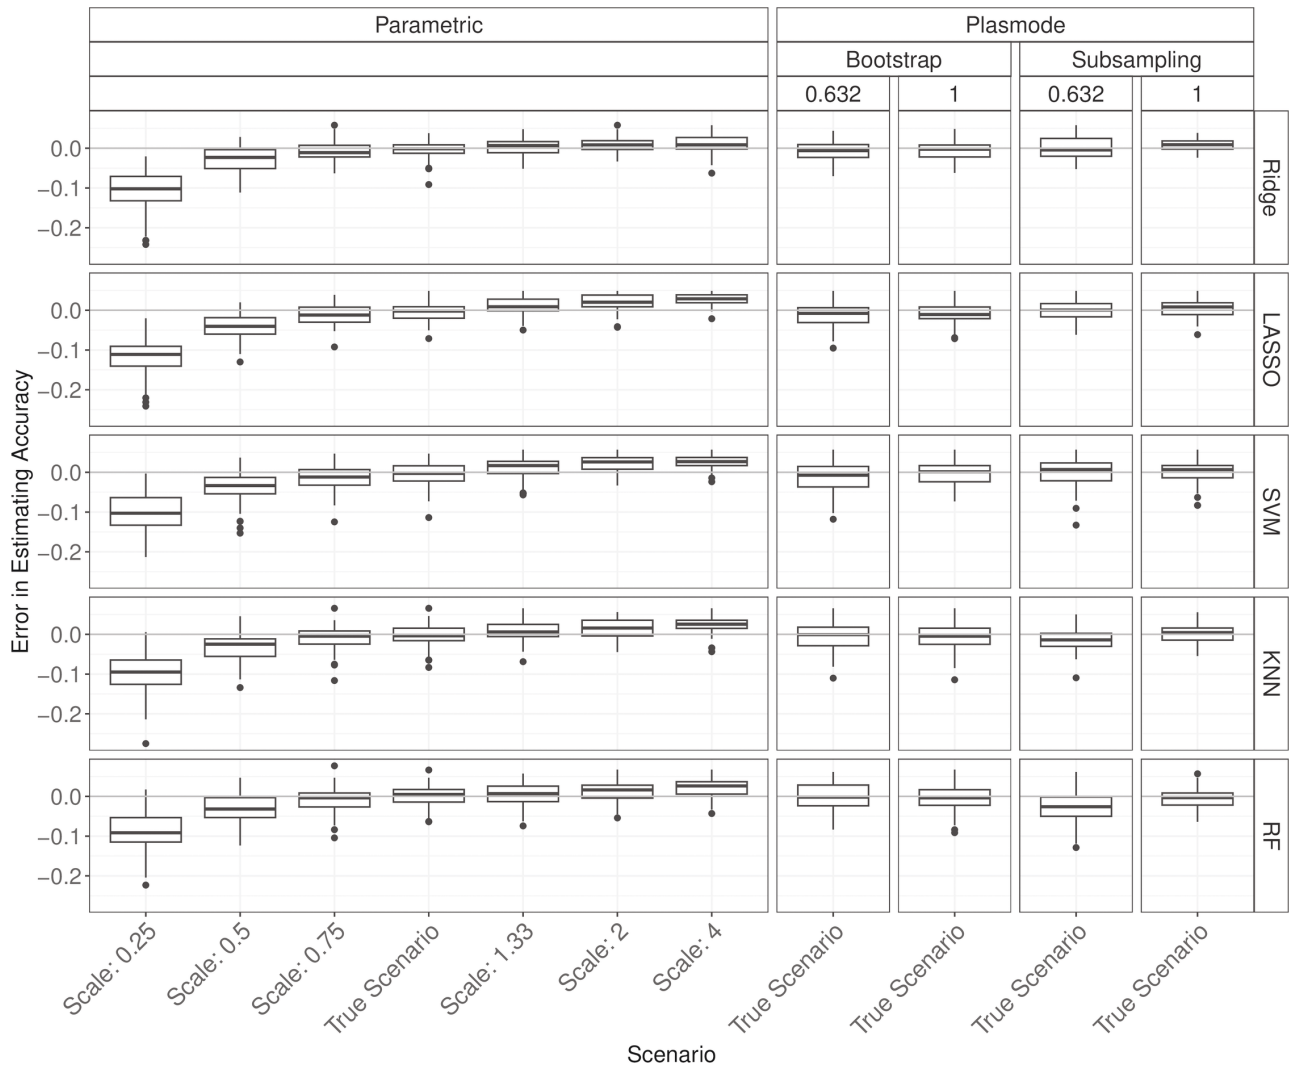 Parametric
Plasmode
Bootstrap
Subsampling
0.632
1
0.632
1
0.0
−0.1
−0.2
Ridge
0.0
−0.1
−0.2
LASSO
0.0
−0.1
−0.2
SVM
0.0
−0.1
−0.2
KNN
0.0
−0.1
−0.2
RF
Error in Estimating Accuracy
Scale: 0.25
Scale: 0.5
Scale: 0.75
True Scenario
Scale: 1.33
Scale: 2
Scale: 4
True Scenario
True Scenario
True Scenario
True Scenario
Scenario